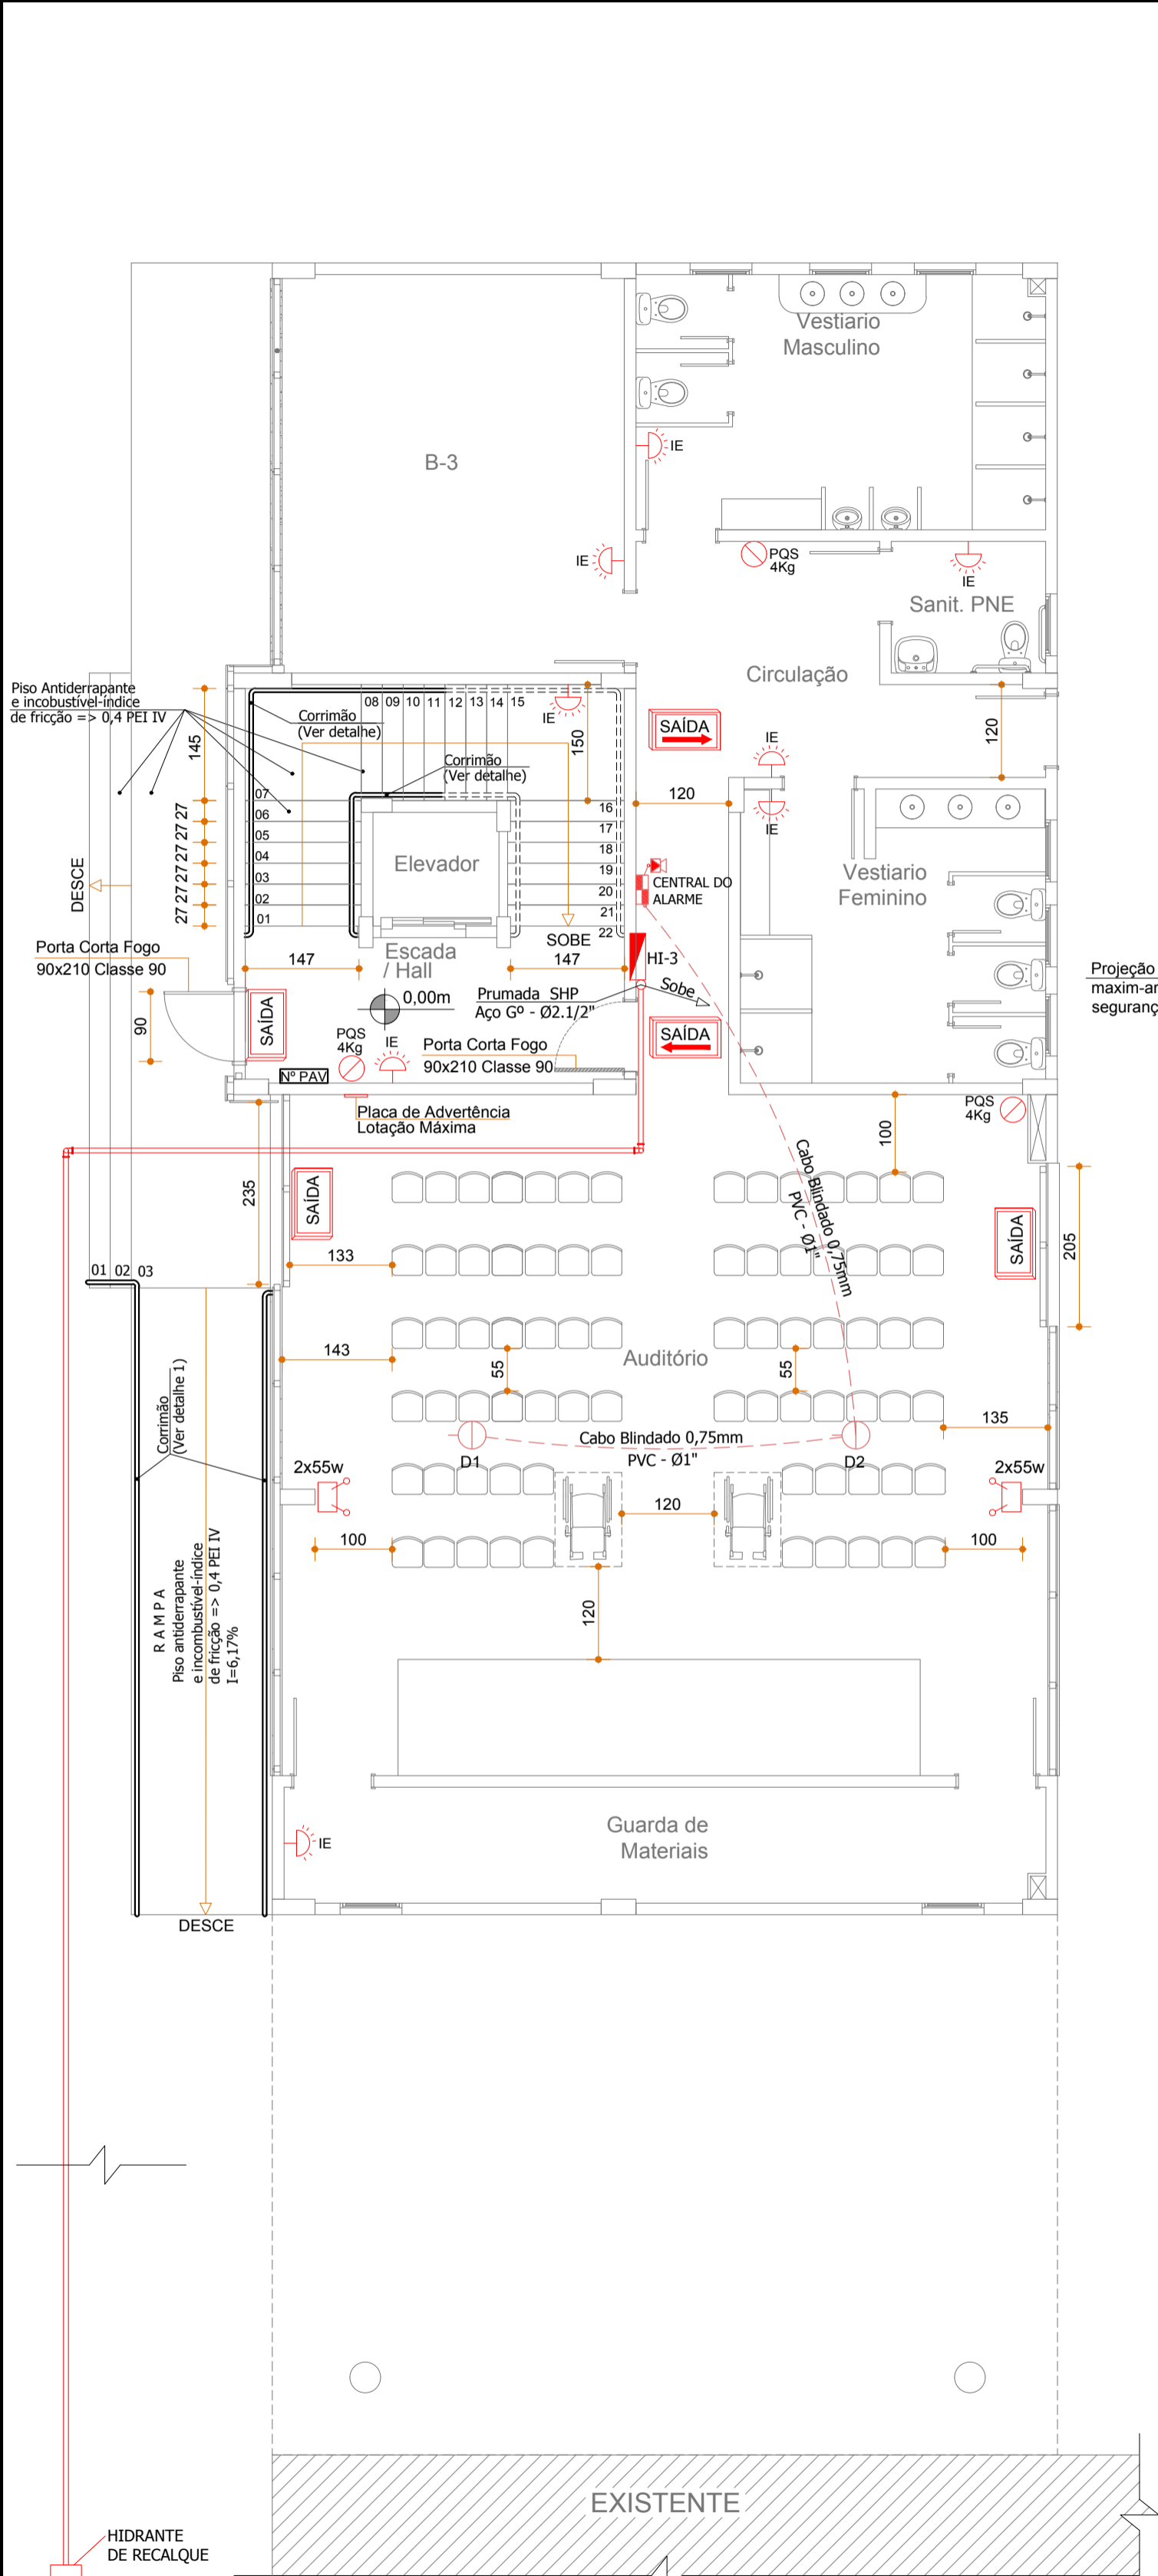 Vestiario
Masculino
B-3
IE
IE
PQS
4Kg
IE
Sanit. PNE
Circulação
Piso Antiderrapante
e incobustível-índice
de fricção => 0,4 PEI IV
145
Corrimão
(Ver detalhe)
08 09 10 11 12 13 14 15
IE
150
SAÍDA
120
IE
Corrimão
(Ver detalhe)
120
IE
07
06
05
04
03
02
01
27 27 27 27 27 27
16
17
18
19
20
21
22
Elevador
DESCE
CENTRAL DO
ALARME
Vestiario
Feminino
SOBE
Porta Corta Fogo
90x210 Classe 90
147
Escada
/ Hall
147
HI-3
Projeção
maxim-ar
seguranç
0,00m
Prumada SHP
Aço Gº - Ø2.1/2"
Sobe
90
SAÍDA
PQS
4Kg
IE
Porta Corta Fogo
90x210 Classe 90
SAÍDA
Nº PAV
Placa de Advertência
Lotação Máxima
PQS
4Kg
100
Cabo Blindado 0,75mm
PVC - Ø1"
235
SAÍDA
SAÍDA
205
133
01 02 03
143
55
Auditório
55
Corrimão
(Ver detalhe 1)
135
Cabo Blindado 0,75mm
PVC - Ø1"
D1
D2
2x55w
2x55w
120
100
100
R A M P A
Piso antiderrapante
e incombustível-índice
de fricção => 0,4 PEI IV
I=6,17%
120
Guarda de
Materiais
IE
DESCE
EXISTENTE
HIDRANTE
DE RECALQUE